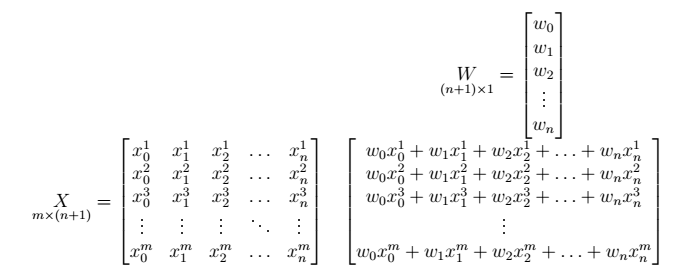 W = [w_0
(n+1)×1
w_1
w_2
⋮
w_n]
X = [x_0^1 x_1^1 x_2^1 … x_n^1
x_0^2 x_1^2 x_2^2 … x_n^2
x_0^3 x_1^3 x_2^3 … x_n^3
m×(n+1)
⋮ ⋮ ⋮ ⋱ ⋮
x_0^m x_1^m x_2^m … x_n^m]
[w_0x_0^1 + w_1x_1^1 + w_2x_2^1 + … + w_nx_n^1
w_0x_0^2 + w_1x_1^2 + w_2x_2^2 + … + w_nx_n^2
w_0x_0^3 + w_1x_1^3 + w_2x_2^3 + … + w_nx_n^3
⋮
w_0x_0^m + w_1x_1^m + w_2x_2^m + … + w_nx_n^m]